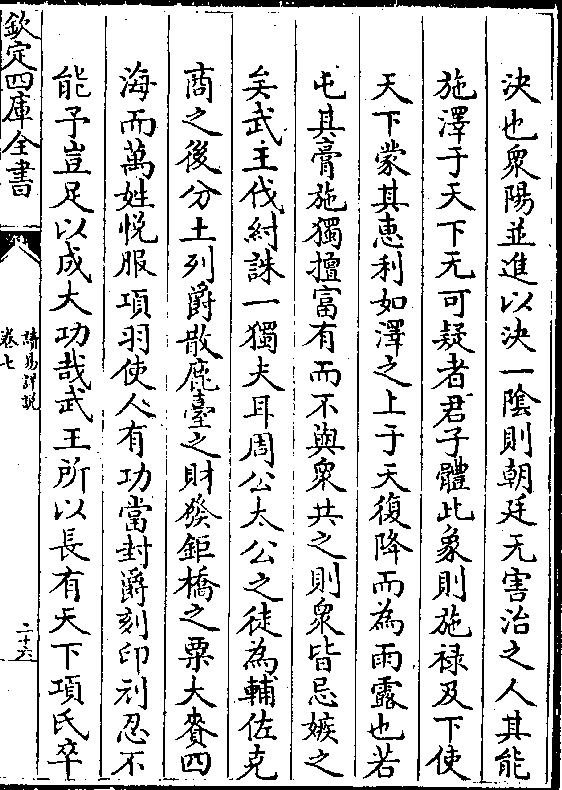 決也衆陽並進以決一陰則朝廷无害治之人其能
施澤于天下无可疑者君子體此象則施禄及下使
天下蒙其惠利如澤之上于天復降而為雨露也若
屯其膏施獨擅富有而不與衆共之則衆皆忌嫉之
矣武王伐紂誅一獨夫耳周公太公之徒為輔佐克
商之後分土列爵散鹿臺之財發鉅橋之粟大賚四
海而萬姓悦服項羽使人有功當封爵刻印刓忍不
能予豈足以成大功哉武王所以長有天下項氏卒
欽定四庫全書
讀易詳説
卷七
二十六